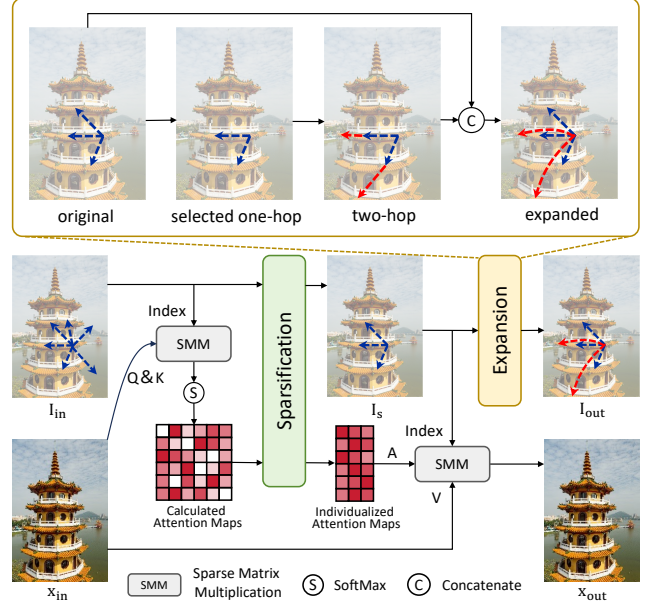 C
original
selected one-hop
two-hop
expanded
Index
SMM
Q&K
S
Sparsification
Expansion
I_in
I_s
I_out
Index
A
SMM
V
Calculated
Attention Maps
Individualized
Attention Maps
x_in
x_out
SMM
Sparse Matrix
Multiplication
S
SoftMax
C
Concatenate